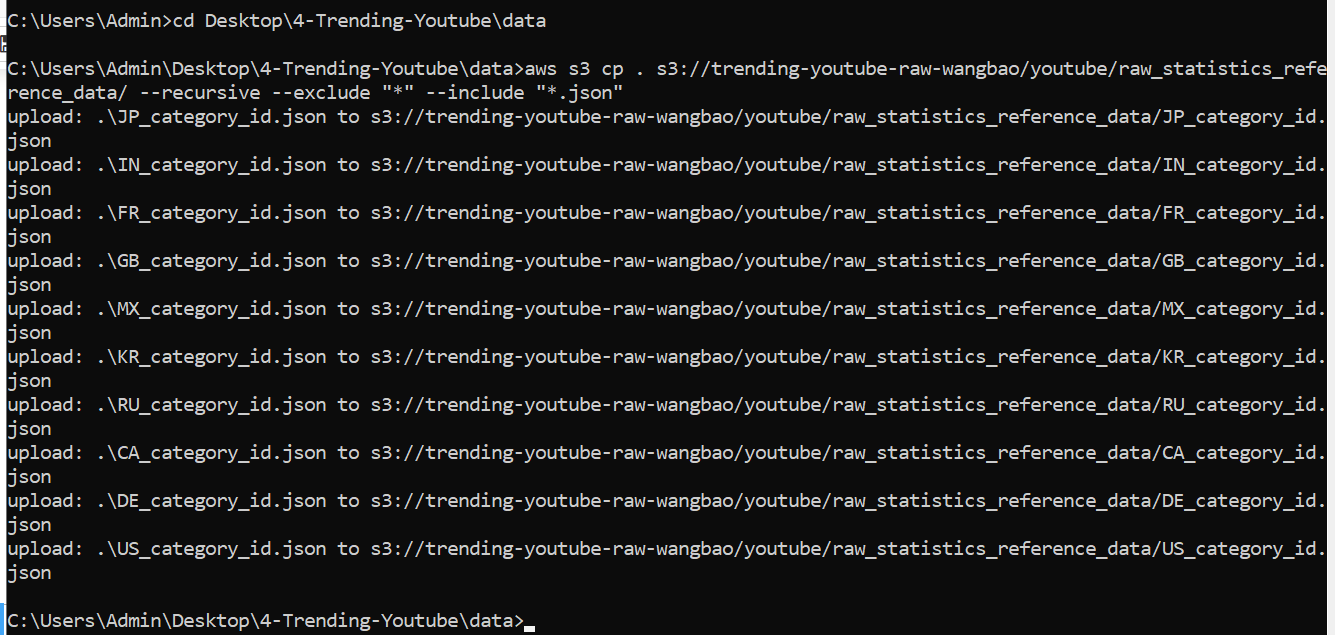 C:\Users\Admin>cd Desktop\4-Trending-Youtube\data
C:\Users\Admin\Desktop\4-Trending-Youtube\data>aws s3 cp . s3://trending-youtube-raw-wangbao/youtube/raw_statistics_refe
rence_data/ --recursive --exclude "*" --include "*.json"
upload: .\JP_category_id.json to s3://trending-youtube-raw-wangbao/youtube/raw_statistics_reference_data/JP_category_id.
json
upload: .\IN_category_id.json to s3://trending-youtube-raw-wangbao/youtube/raw_statistics_reference_data/IN_category_id.
json
upload: .\FR_category_id.json to s3://trending-youtube-raw-wangbao/youtube/raw_statistics_reference_data/FR_category_id.
json
upload: .\GB_category_id.json to s3://trending-youtube-raw-wangbao/youtube/raw_statistics_reference_data/GB_category_id.
json
upload: .\MX_category_id.json to s3://trending-youtube-raw-wangbao/youtube/raw_statistics_reference_data/MX_category_id.
json
upload: .\KR_category_id.json to s3://trending-youtube-raw-wangbao/youtube/raw_statistics_reference_data/KR_category_id.
json
upload: .\RU_category_id.json to s3://trending-youtube-raw-wangbao/youtube/raw_statistics_reference_data/RU_category_id.
json
upload: .\CA_category_id.json to s3://trending-youtube-raw-wangbao/youtube/raw_statistics_reference_data/CA_category_id.
json
upload: .\DE_category_id.json to s3://trending-youtube-raw-wangbao/youtube/raw_statistics_reference_data/DE_category_id.
json
upload: .\US_category_id.json to s3://trending-youtube-raw-wangbao/youtube/raw_statistics_reference_data/US_category_id.
json
C:\Users\Admin\Desktop\4-Trending-Youtube\data>